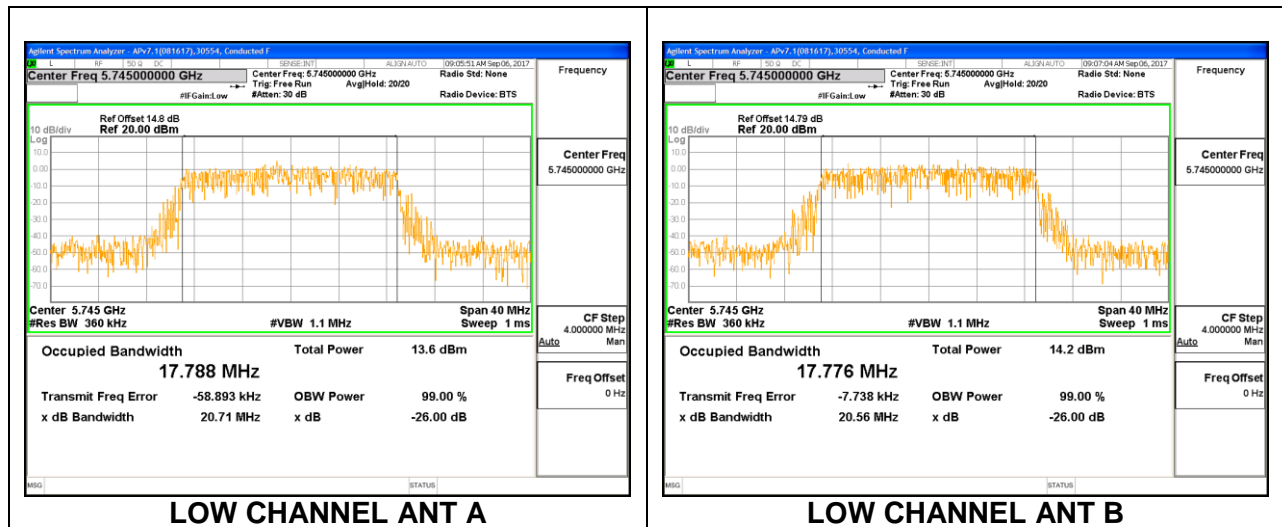 Agilent Spectrum Analyzer - APv7.1(081617),30554, Conducted F
L RF 50 Ω DC SENSE:INT ALIGN AUTO 09:05:51 AM Sep 06, 2017
Center Freq 5.745000000 GHz
Center Freq: 5.745000000 GHz
Radio Std: None
Trig: Free Run Avg|Hold: 20/20
#IFGain:Low #Atten: 30 dB Radio Device: BTS
Frequency
Ref Offset 14.8 dB
10 dB/div Ref 20.00 dBm
Log
10.0
0.00
-10.0
-20.0
-30.0
-40.0
-50.0
-60.0
-70.0
Center Freq
5.745000000 GHz
Center 5.745 GHz Span 40 MHz
#Res BW 360 kHz #VBW 1.1 MHz Sweep 1 ms
CF Step
4.000000 MHz
Auto Man
Occupied Bandwidth Total Power 13.6 dBm
17.788 MHz
Transmit Freq Error -58.893 kHz OBW Power 99.00 %
x dB Bandwidth 20.71 MHz x dB -26.00 dB
Freq Offset
0 Hz
MSG STATUS
LOW CHANNEL ANT A
Agilent Spectrum Analyzer - APv7.1(081617),30554, Conducted F
L RF 50 Ω DC SENSE:INT ALIGN AUTO 09:07:04 AM Sep 06, 2017
Center Freq 5.745000000 GHz
Center Freq: 5.745000000 GHz
Radio Std: None
Trig: Free Run Avg|Hold: 20/20
#IFGain:Low #Atten: 30 dB Radio Device: BTS
Frequency
Ref Offset 14.79 dB
10 dB/div Ref 20.00 dBm
Log
10.0
0.00
-10.0
-20.0
-30.0
-40.0
-50.0
-60.0
-70.0
Center Freq
5.745000000 GHz
Center 5.745 GHz Span 40 MHz
#Res BW 360 kHz #VBW 1.1 MHz Sweep 1 ms
CF Step
4.000000 MHz
Auto Man
Occupied Bandwidth Total Power 14.2 dBm
17.776 MHz
Transmit Freq Error -7.738 kHz OBW Power 99.00 %
x dB Bandwidth 20.56 MHz x dB -26.00 dB
Freq Offset
0 Hz
MSG STATUS
LOW CHANNEL ANT B